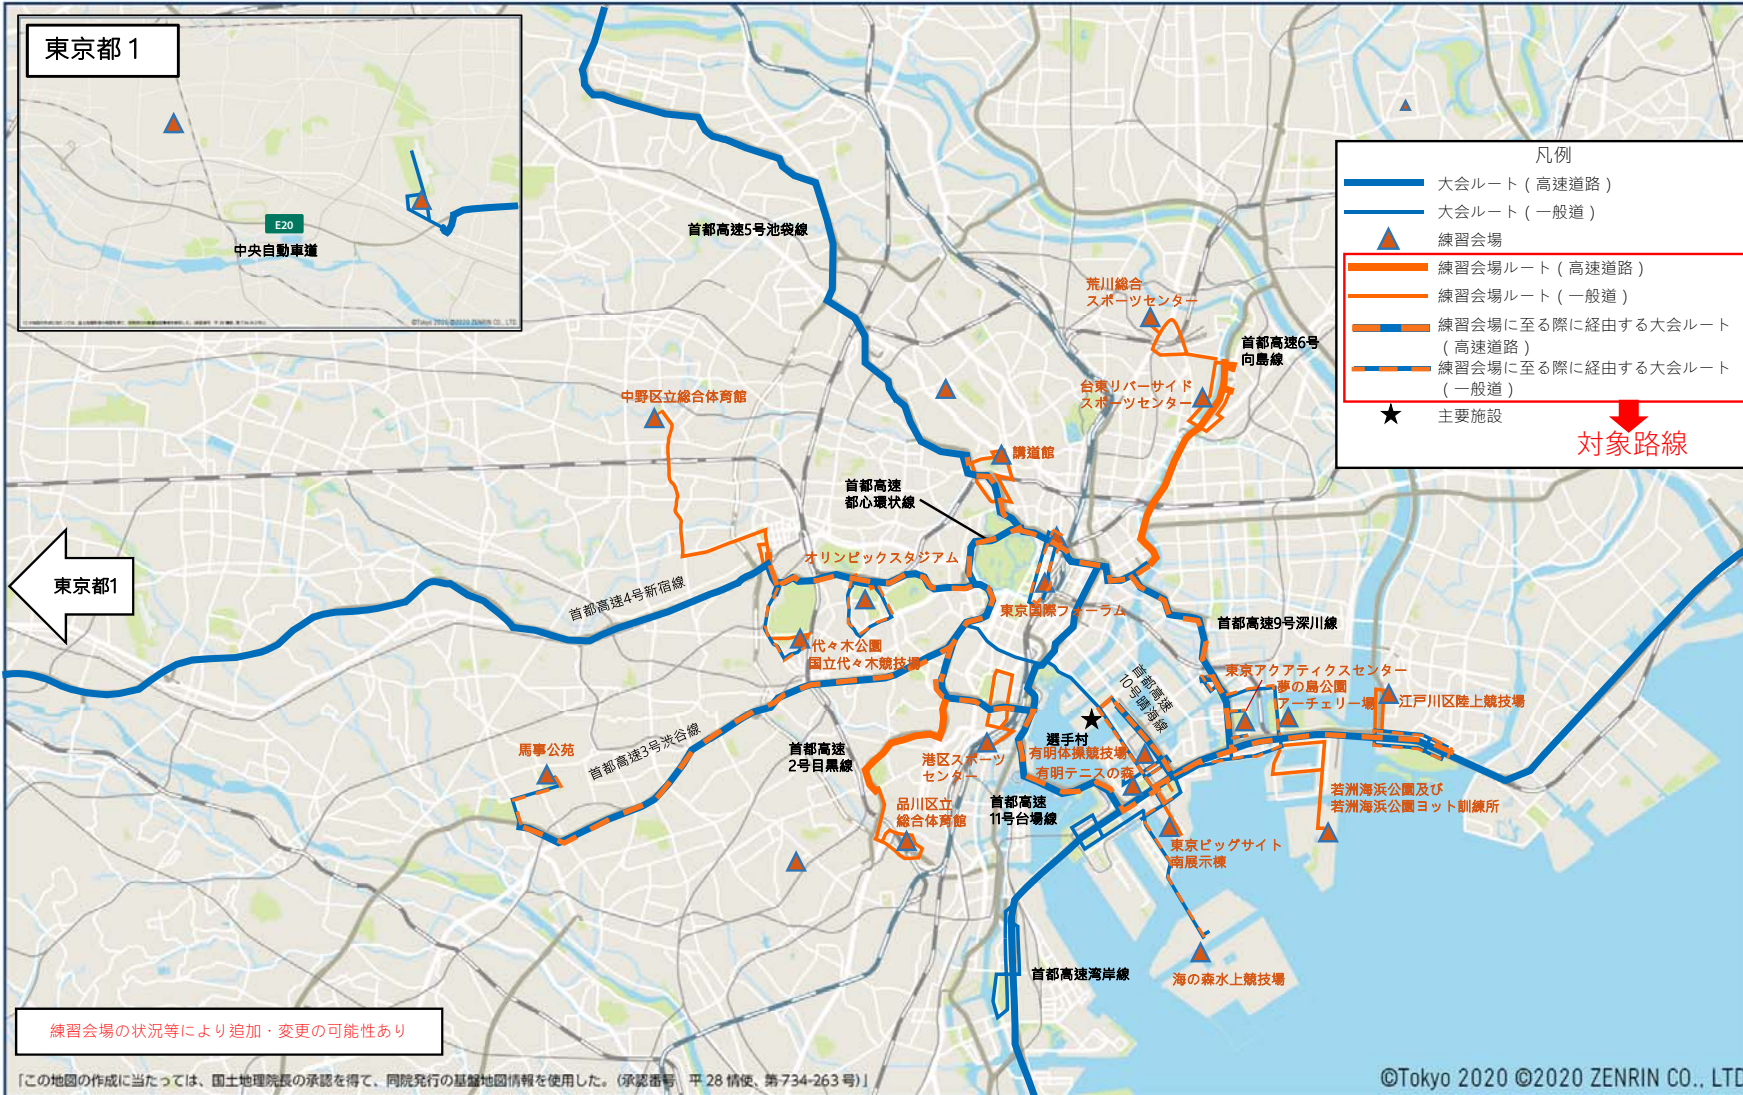 東京都１
E20
中央自動車道
©Tokyo 2020 ©2020 ZENRIN CO., LTD
凡例
大会ルート（高速道路）
大会ルート（一般道）
練習会場
練習会場ルート（高速道路）
練習会場ルート（一般道）
練習会場に至る際に経由する大会ルート
（高速道路）
練習会場に至る際に経由する大会ルート
（一般道）
主要施設
対象路線
首都高速5号池袋線
荒川総合
スポーツセンター
首都高速6号
向島線
台東リバーサイド
スポーツセンター
中野区立総合体育館
講道館
首都高速
都心環状線
オリンピックスタジアム
東京都1
首都高速4号新宿線
東京国際フォーラム
首都高速9号深川線
代々木公園
国立代々木競技場
東京アクアティクスセンター
夢の島公園
アーチェリー場
江戸川区陸上競技場
首都高速
10号晴海線
選手村
有明体操競技場
有明テニスの森
馬事公苑
首都高速3号渋谷線
首都高速
2号目黒線
港区スポーツ
センター
首都高速
11号台場線
品川区立
総合体育館
若洲海浜公園及び
若洲海浜公園ヨット訓練所
東京ビッグサイト
南展示棟
首都高速湾岸線
海の森水上競技場
練習会場の状況等により追加・変更の可能性あり
「この地図の作成に当たっては、国土地理院長の承認を得て、同院発行の基盤地図情報を使用した。（承認番号　平 28 情使、第 734-263 号）」
©Tokyo 2020 ©2020 ZENRIN CO., LTD